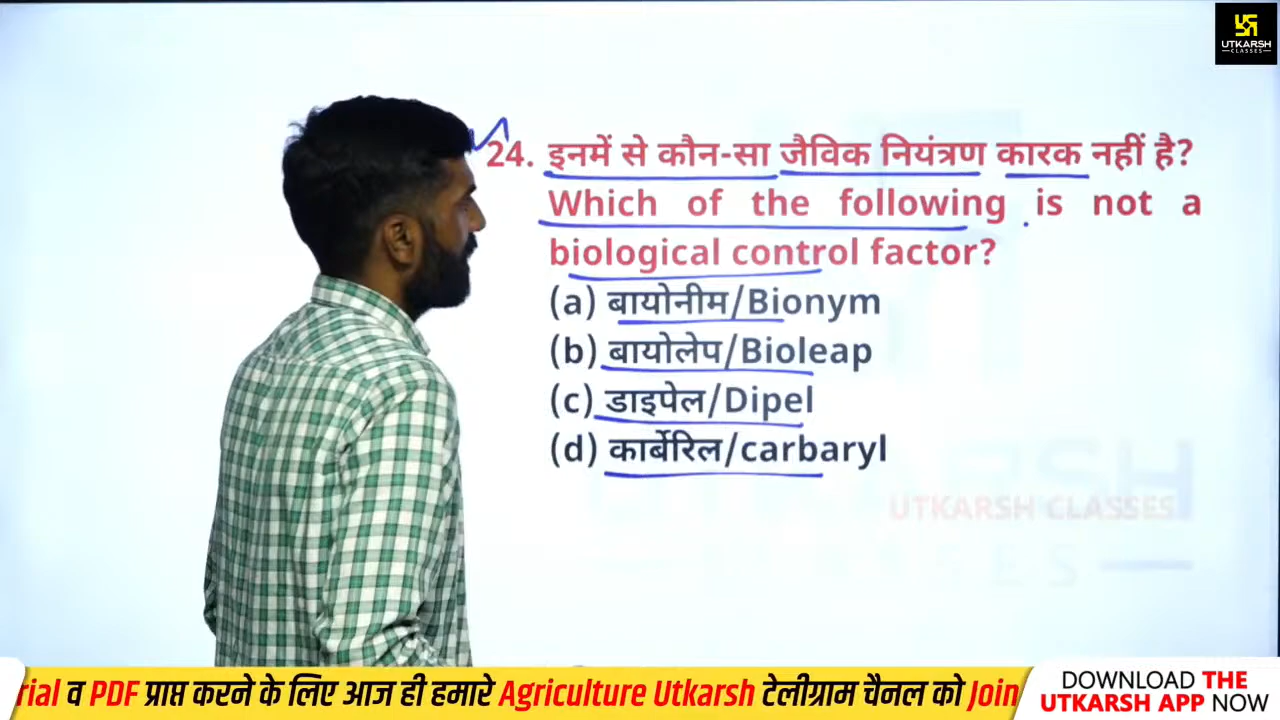 UTKARSH
CLASSES
24. इनमें से कौन-सा जैविक नियंत्रण कारक नहीं है?
Which of the following is not a
biological control factor?
(a) बायोनीम/Bionym
(b) बायोलेप/Bioleap
(c) डाइपेल/Dipel
(d) कार्बेरिल/carbaryl
UTKARSH CLASSES
rial व PDF प्राप्त करने के लिए आज ही हमारे Agriculture Utkarsh टेलीग्राम चैनल को Join
DOWNLOAD THE
UTKARSH APP NOW